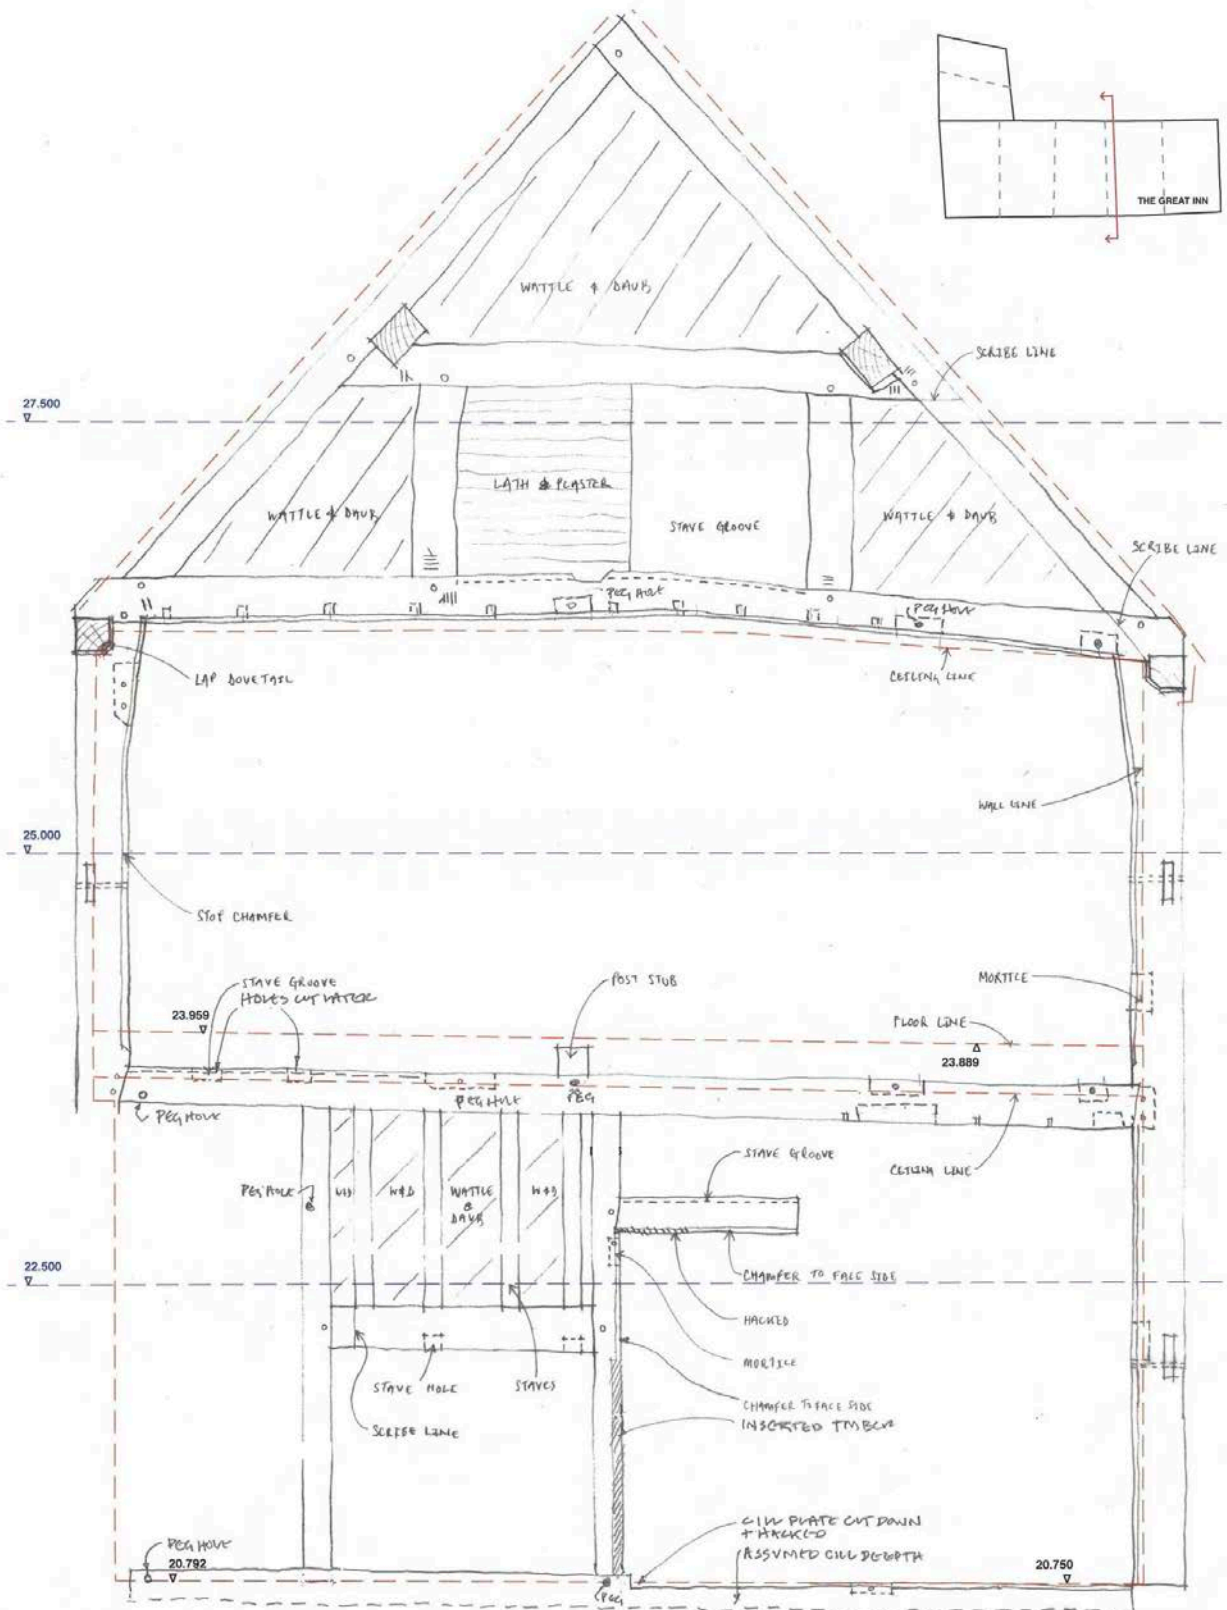 THE GREAT INN
WATTLE & DAUB
SCRIBE LINE
27.500
LATH & PLASTER
WATTLE & DAUB
STAVE GROOVE
WATTLE & DAUB
SCRIBE LINE
PEG HOLE
PEG HOLE
LAP DOVETAIL
CEILING LINE
WALL LINE
25.000
STOP CHAMFER
STAVE GROOVE
HOLES CUT LATER
POST STUB
MORTICE
23.959
FLOOR LINE
23.889
PEG HOLE
PEG HOLE
PEG
STAVE GROOVE
CEILING LINE
PEG HOLE
W&D
W&D
WATTLE
&
DAUB
W&D
22.500
CHAMFER TO FACE SIDE
HACKED
MORTICE
STAVE HOLE
STAVES
CHAMFER TO FACE SIDE
INSERTED TIMBER
SCRIBE LINE
CILL PLATE CUT DOWN
+ HACKED
PEG HOLE
ASSUMED CILL DEPTH
20.792
20.750
PEG